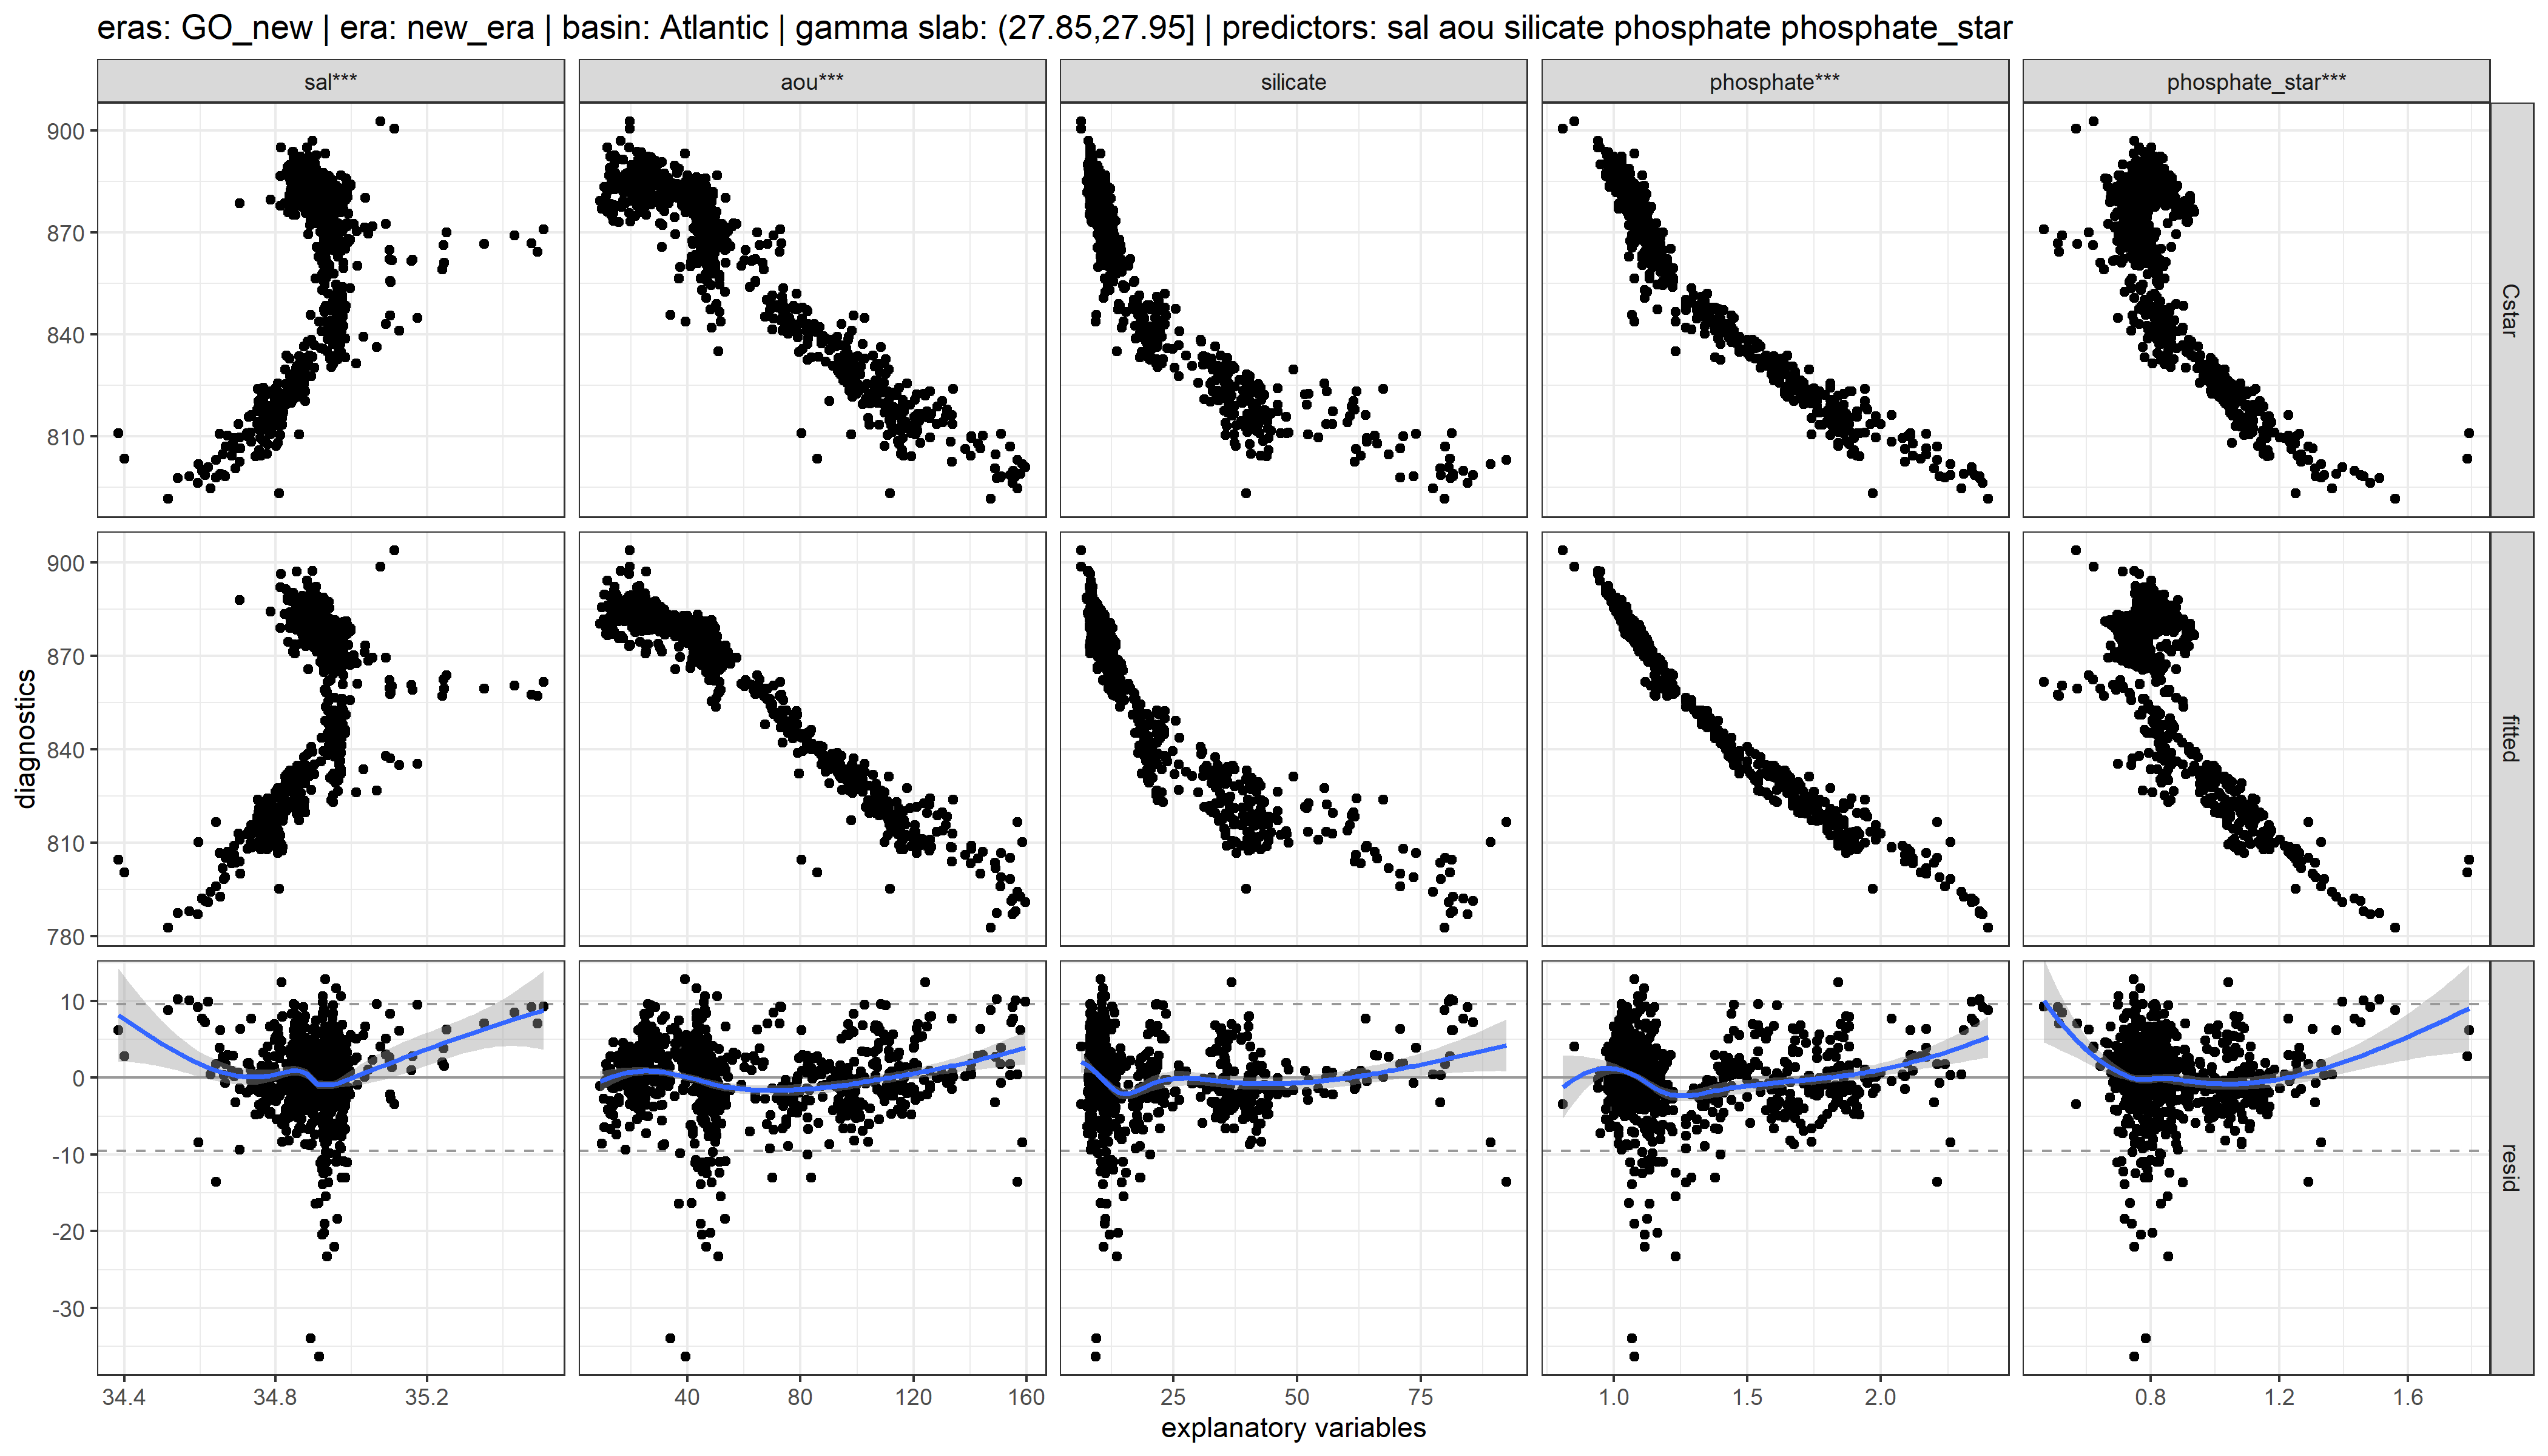 eras: GO_new | era: new_era | basin: Atlantic | gamma slab: (27.85,27.95] | predictors: sal aou silicate phosphate phosphate_star
sal*** aou*** silicate phosphate*** phosphate_star***
900
870
840
810
Cstar
900
870
840
810
780
fitted
10
0
-10
-20
-30
resid
diagnostics
34.4 34.8 35.2 40 80 120 160 25 50 75 1.0 1.5 2.0 0.8 1.2 1.6
explanatory variables